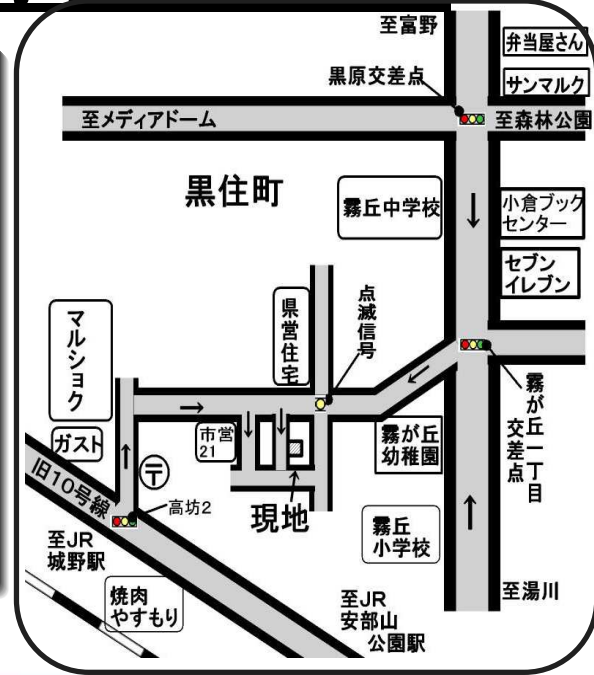 至富野
弁当屋さん
黒原交差点
サンマルク
至メディアドーム
至森林公園
黒住町
霧丘中学校
小倉ブック
センター
セブン
イレブン
点滅信号
県営住宅
マルショク
霧が丘一丁目
交差点
ガスト
市営
21
霧が丘
幼稚園
旧10号線
〒
高坊2
現地
霧丘
小学校
至JR
城野駅
焼肉
やすもり
至JR
安部山
公園駅
至湯川